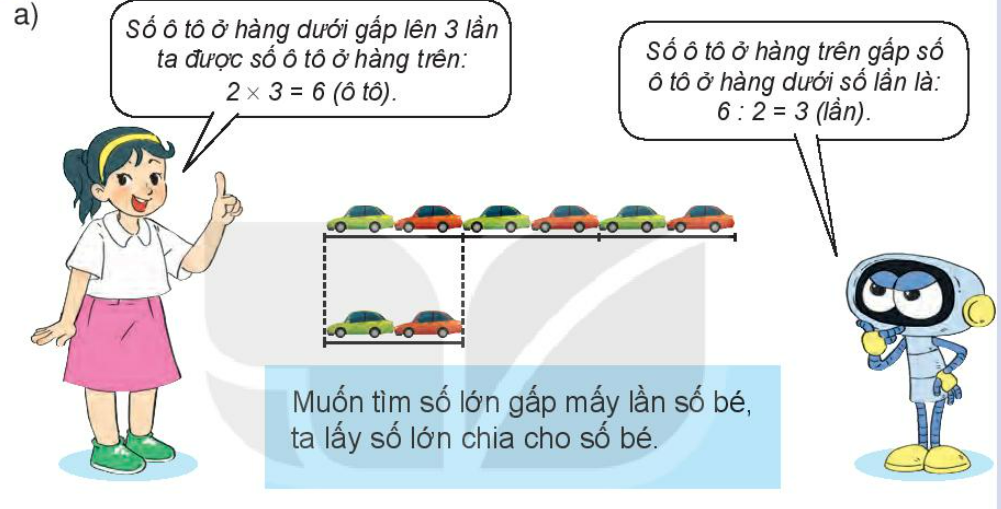 a)
Số ô tô ở hàng dưới gấp lên 3 lần
ta được số ô tô ở hàng trên:
2 × 3 = 6 (ô tô).
Số ô tô ở hàng trên gấp số
ô tô ở hàng dưới số lần là:
6 : 2 = 3 (lần).
Muốn tìm số lớn gấp mấy lần số bé,
ta lấy số lớn chia cho số bé.